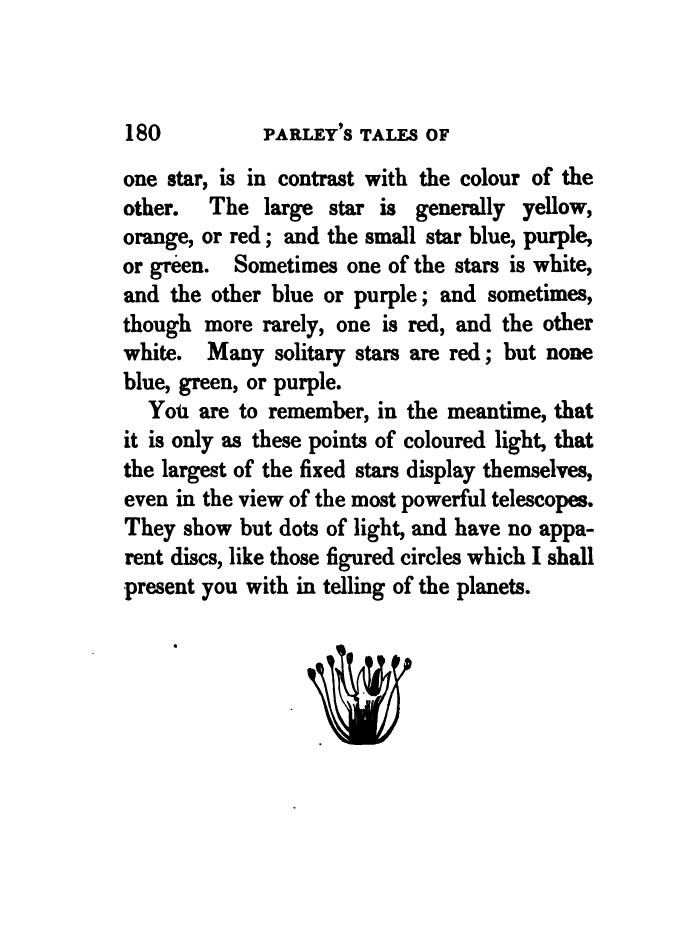 180 PARLEY'S TALES OF
one star, is in contrast with the colour of the
other. The large star is generally yellow,
orange, or red; and the small star blue, purple,
or green. Sometimes one of the stars is white,
and the other blue or purple; and sometimes,
though more rarely, one is red, and the other
white. Many solitary stars are red; but none
blue, green, or purple.
You are to remember, in the meantime, that
it is only as these points of coloured light, that
the largest of the fixed stars display themselves,
even in the view of the most powerful telescopes.
They show but dots of light, and have no appa-
rent discs, like those figured circles which I shall
present you with in telling of the planets.